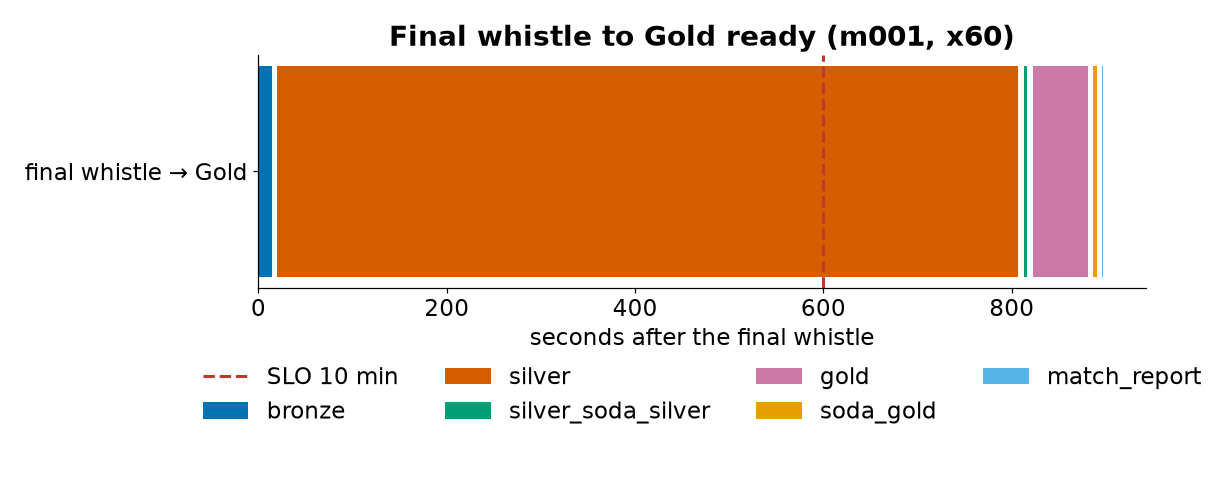 Final whistle to Gold ready (m001, x60)
final whistle → Gold
0 200 400 600 800
seconds after the final whistle
SLO 10 min silver gold match_report
bronze silver_soda_silver soda_gold